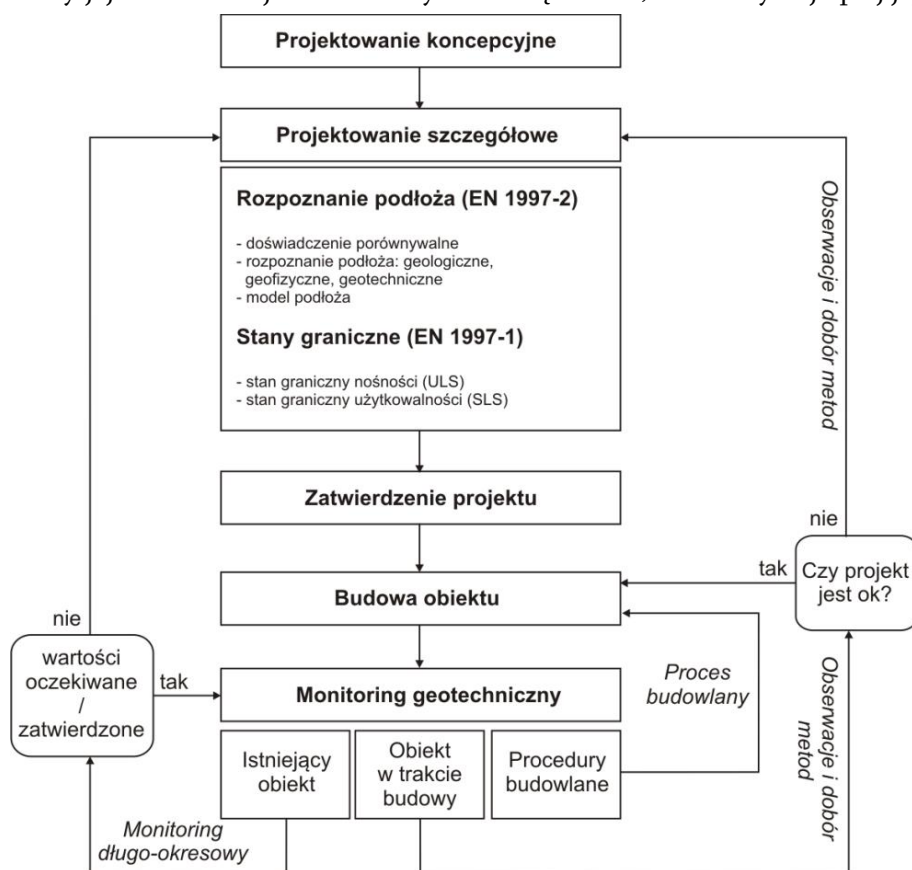 Projektowanie koncepcyjne
Projektowanie szczegółowe
Rozpoznanie podłoża (EN 1997-2)
- doświadczenie porównywalne
- rozpoznanie podłoża: geologiczne,
geofizyczne, geotechniczne
- model podłoża
Stany graniczne (EN 1997-1)
- stan graniczny nośności (ULS)
- stan graniczny użytkowalności (SLS)
Obserwacje i dobór metod
Zatwierdzenie projektu
nie
tak
Czy projekt
jest ok?
Budowa obiektu
nie
wartości
oczekiwane
/
zatwierdzone
tak
Monitoring geotechniczny
Proces
budowlany
Obserwacje i dobór
metod
Istniejący
obiekt
Obiekt
w trakcie
budowy
Procedury
budowlane
Monitoring
długo-okresowy